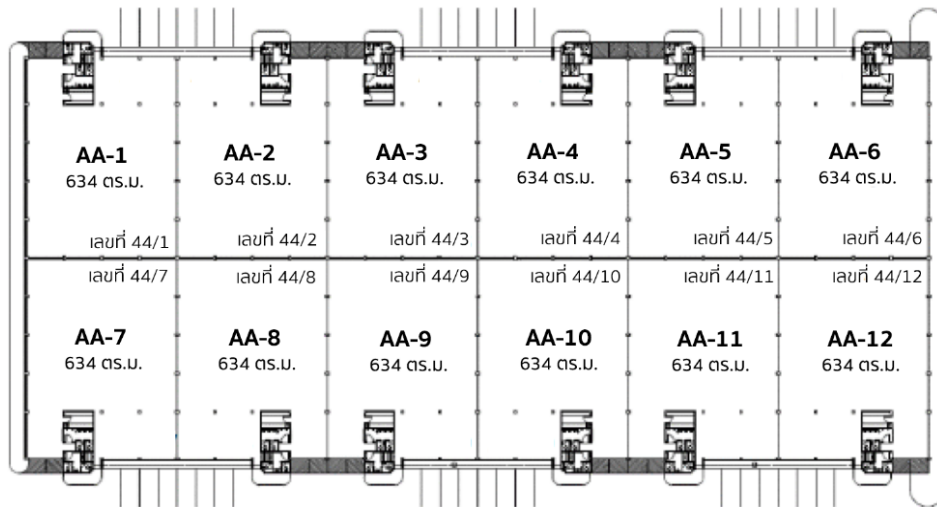 AA-1
634 ตร.ม.
เลขที่ 44/1
AA-2
634 ตร.ม.
เลขที่ 44/2
AA-3
634 ตร.ม.
เลขที่ 44/3
AA-4
634 ตร.ม.
เลขที่ 44/4
AA-5
634 ตร.ม.
เลขที่ 44/5
AA-6
634 ตร.ม.
เลขที่ 44/6
เลขที่ 44/7
AA-7
634 ตร.ม.
เลขที่ 44/8
AA-8
634 ตร.ม.
เลขที่ 44/9
AA-9
634 ตร.ม.
เลขที่ 44/10
AA-10
634 ตร.ม.
เลขที่ 44/11
AA-11
634 ตร.ม.
เลขที่ 44/12
AA-12
634 ตร.ม.